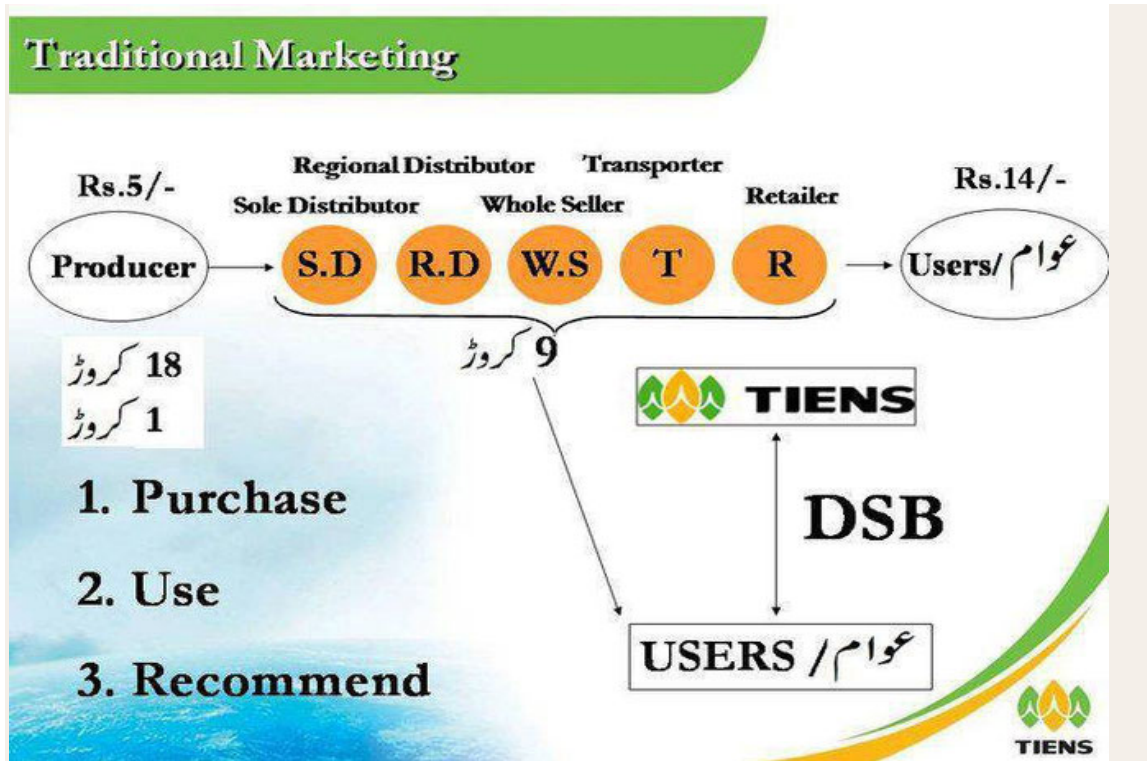 Traditional Marketing
Regional Distributor
Transporter
Rs.5/-
Rs.14/-
Sole Distributor
Whole Seller
Retailer
Producer
S.D
R.D
W.S
T
R
Users/عوام
18 کروڑ
1 کروڑ
9 کروڑ
TIENS
1. Purchase
2. Use
3. Recommend
DSB
USERS /عوام
TIENS